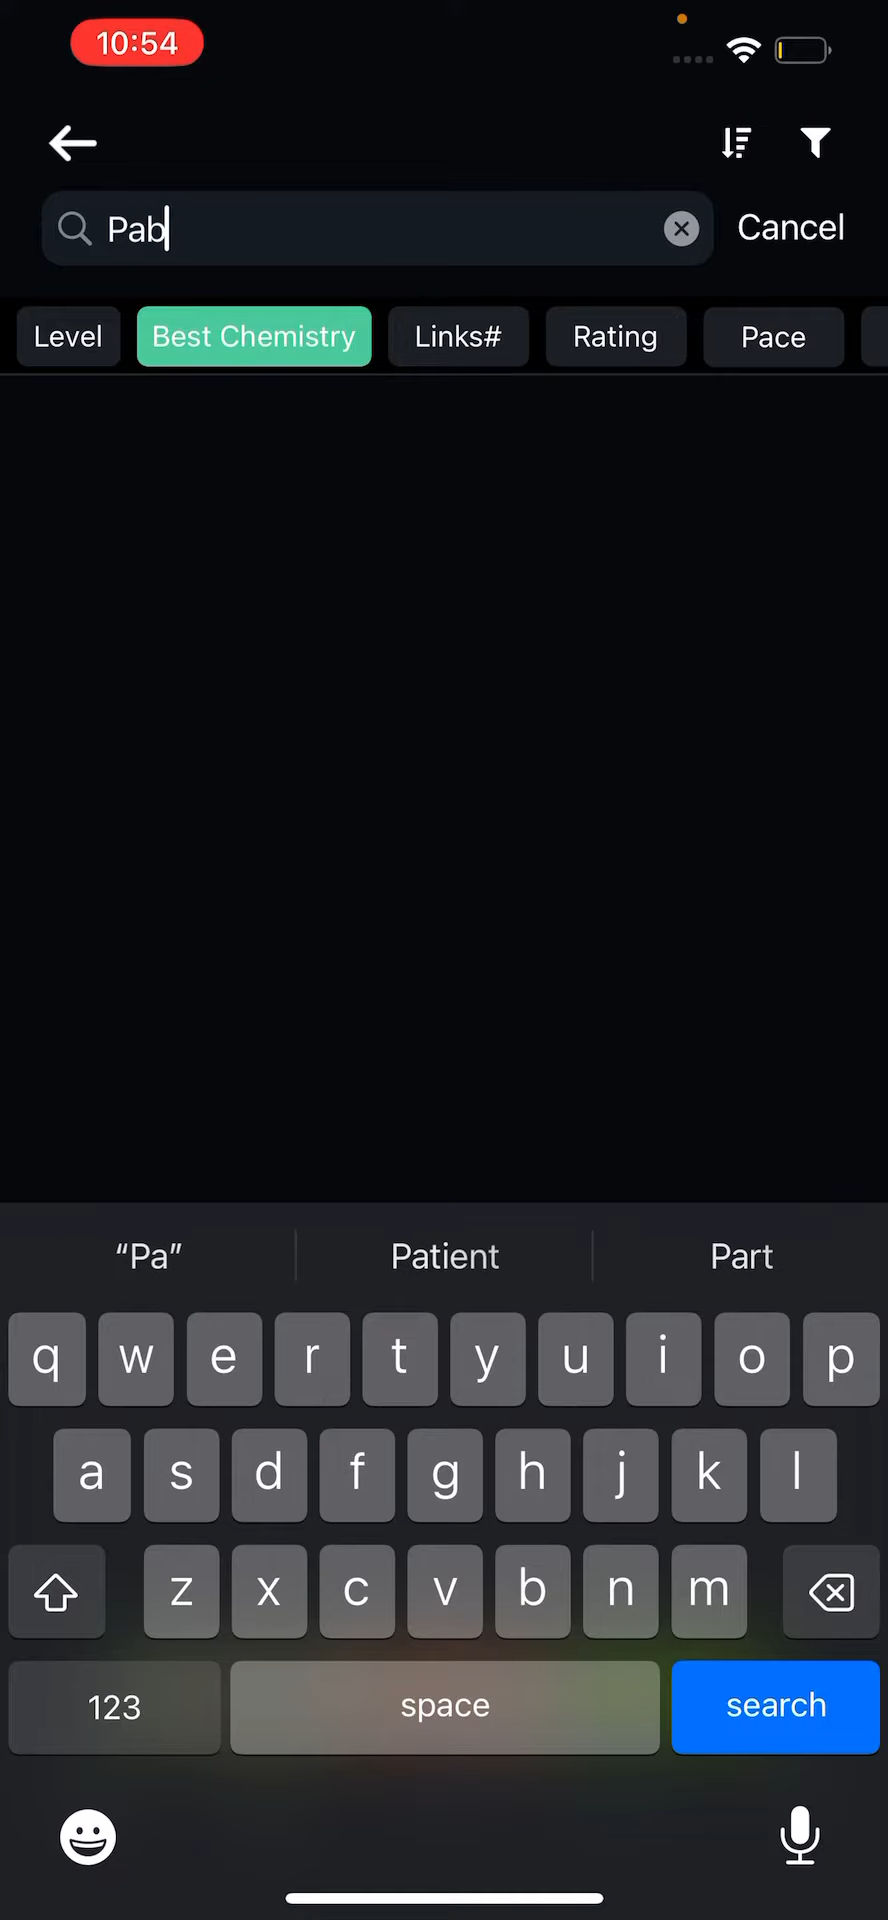 10:54
Pab
Cancel
Level Best Chemistry Links# Rating Pace
“Pa” Patient Part
q w e r t y u i o p
a s d f g h j k l
z x c v b n m
123 space search